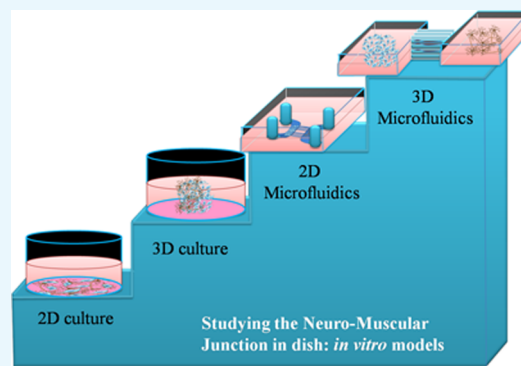 3D
Microfluidics
2D
Microfluidics
3D culture
2D culture
Studying the Neuro-Muscular
Junction in dish: in vitro models